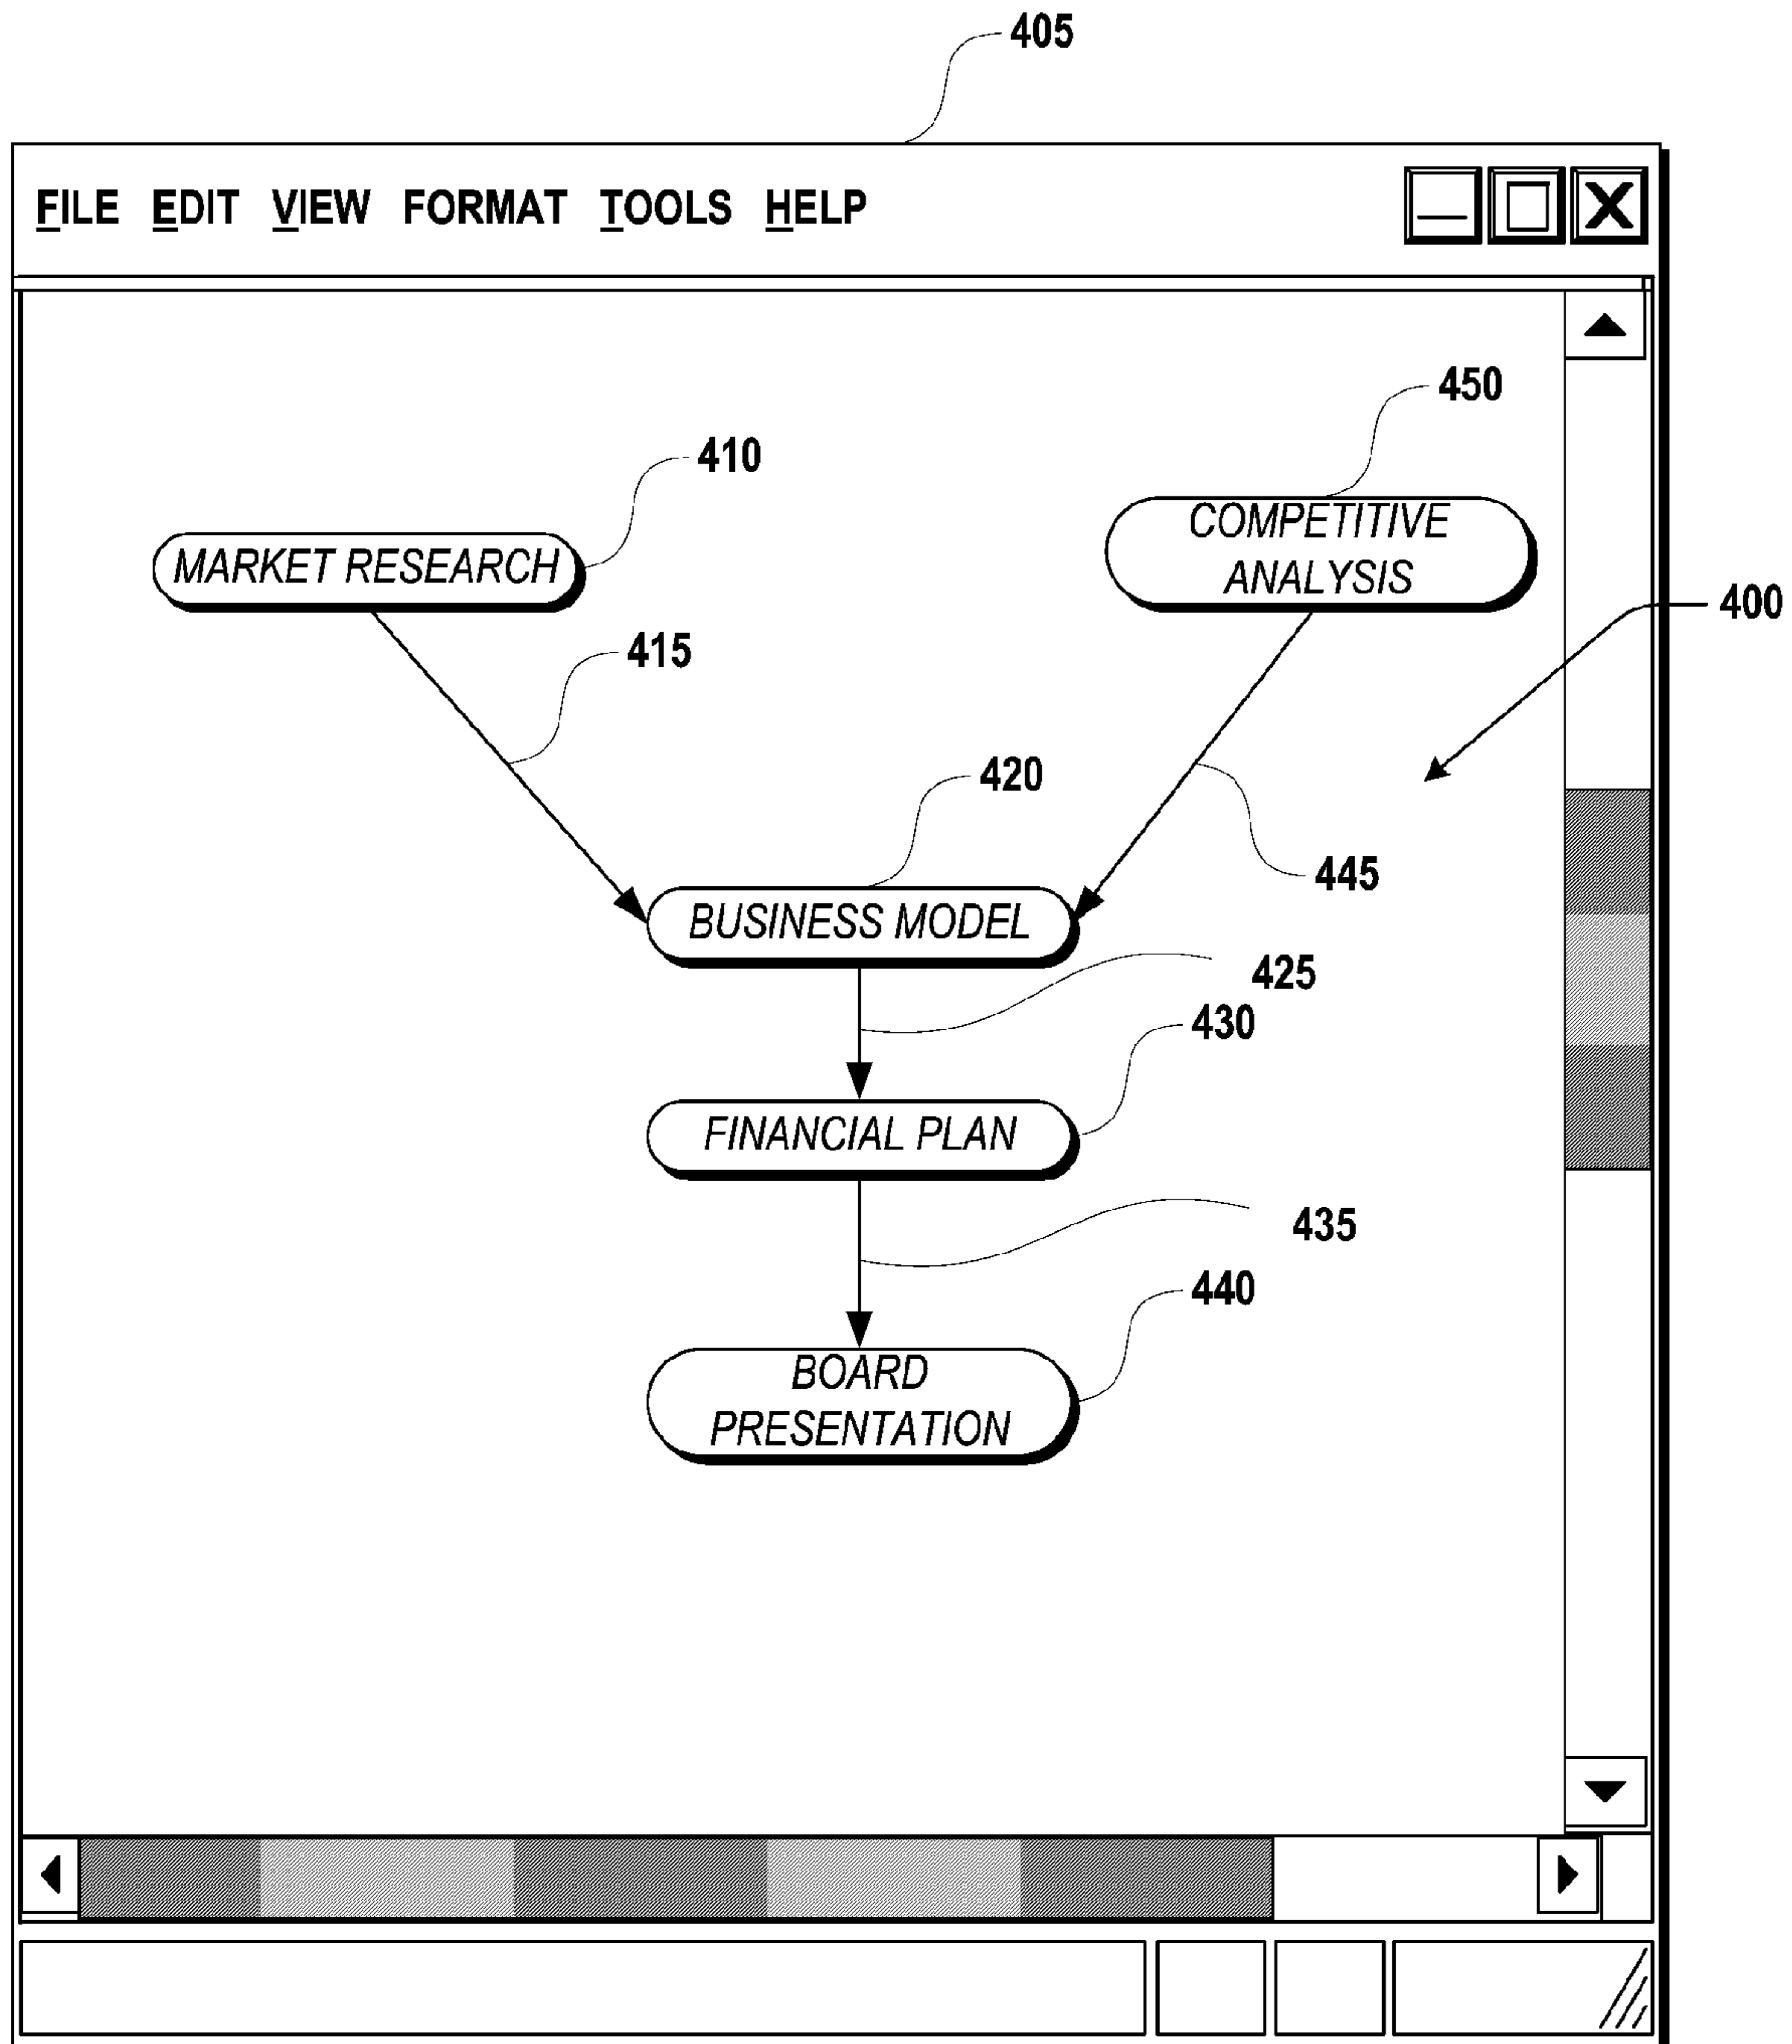 405
FILE EDIT VIEW FORMAT TOOLS HELP
450
410
COMPETITIVE
ANALYSIS
MARKET RESEARCH
400
415
420
445
BUSINESS MODEL
425
430
FINANCIAL PLAN
435
440
BOARD
PRESENTATION